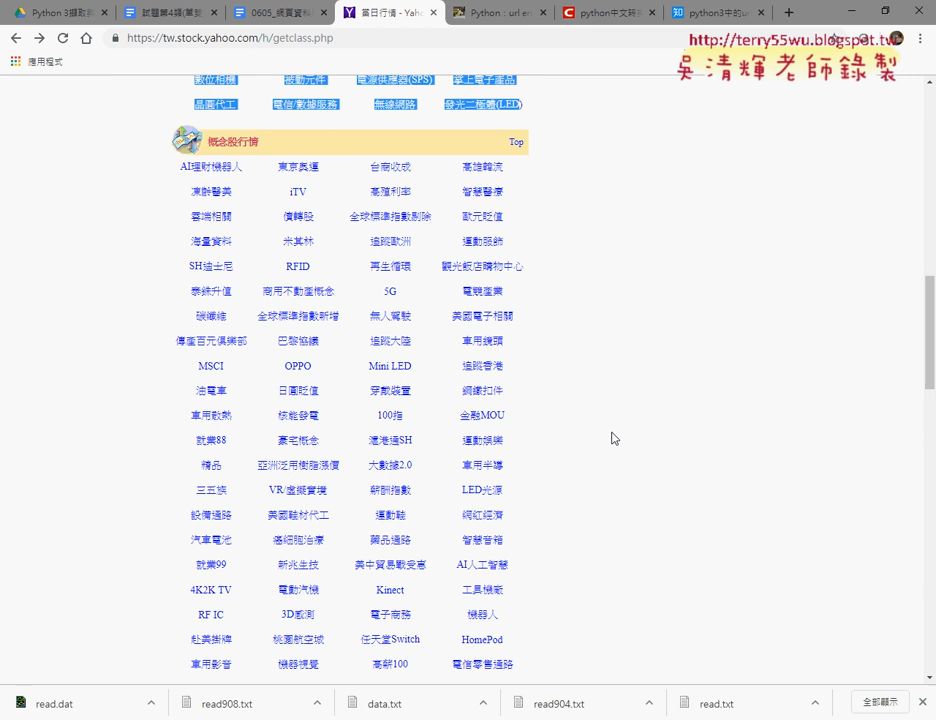 Python 3擷取與
試題第4類(單雙
0605_網頁資料
當日行情 - Yaho
Python：url en
python中文轉
python3中的ur
https://tw.stock.yahoo.com/h/getclass.php
http://terry55wu.blogspot.tw
吳清輝老師錄製
應用程式
數位相機 被動元件 電源供應器(SPS) 掌上電子產品
晶圓代工 電信/數據服務 無線網路 發光二極體(LED)
概念股行情 Top
AI理財機器人 東京奧運 台商收成 高雄韓流
凍齡醫美 iTV 高殖利率 智慧醫療
雲端相關 債轉股 全球標準指數剔除 歐元貶值
海量資料 米其林 追蹤歐洲 運動服飾
SH迪士尼 RFID 再生循環 觀光飯店購物中心
泰銖升值 商用不動產概念 5G 電競產業
碳纖維 全球標準指數新增 無人駕駛 美國電子相關
傳產百元俱樂部 巴黎協議 追蹤大陸 車用鏡頭
MSCI OPPO Mini LED 追蹤香港
油電車 日圓貶值 穿戴裝置 鋼鐵扣件
車用散熱 核能發電 100指 金融MOU
就業88 豪宅概念 滬港通SH 運動娛樂
精品 亞洲泛用樹脂漲價 大數據2.0 車用半導
三五族 VR/虛擬實境 薪酬指數 LED光源
設備通路 美國鞋材代工 運動鞋 網紅經濟
汽車電池 癌細胞治療 藥品通路 智慧音箱
就業99 新兆生技 美中貿易戰受惠 AI人工智慧
4K2K TV 電動汽機 Kinect 工具機廠
RF IC 3D感測 電子商務 機器人
赴美掛牌 桃園航空城 任天堂Switch HomePod
車用影音 機器視覺 高薪100 電信零售通路
read.dat
read908.txt
data.txt
read904.txt
read.txt
全部顯示